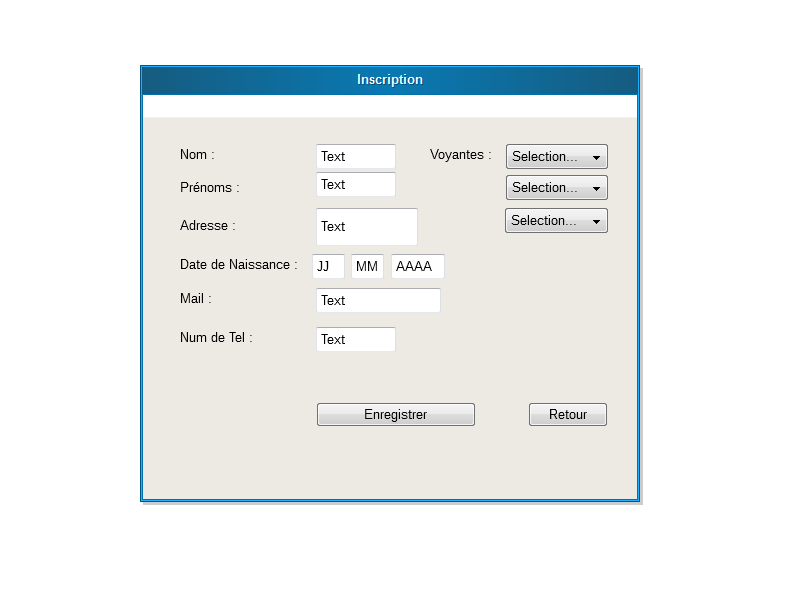 Inscription
Nom : Text Voyantes : Selection...
Prénoms : Text Selection...
Adresse : Text Selection...
Date de Naissance : JJ MM AAAA
Mail : Text
Num de Tel : Text
Enregistrer Retour